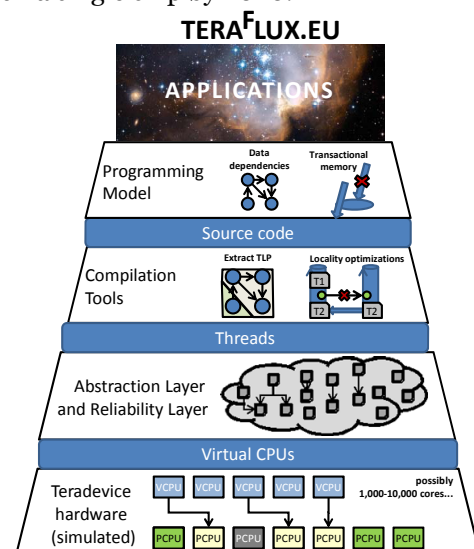 TERAFLUX.EU
APPLICATIONS
Programming
Model
Data
dependencies
Transactional
memory
Source code
Compilation
Tools
Extract TLP
Locality optimizations
T1
T2
T2
Threads
Abstraction Layer
and Reliability Layer
Virtual CPUs
Teradevice
hardware
(simulated)
VCPU VCPU VCPU VCPU VCPU
possibly
1,000-10,000 cores...
PCPU PCPU PCPU PCPU PCPU PCPU PCPU